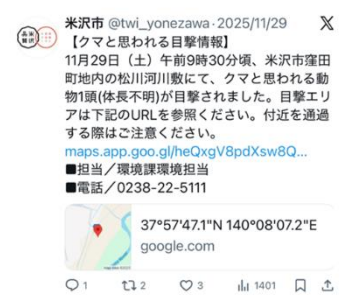 米沢市 @twi_yonezawa · 2025/11/29
【クマと思われる目撃情報】
11月29日（土）午前9時30分頃、米沢市窪田
町地内の松川河川敷にて、クマと思われる動
物1頭(体長不明)が目撃されました。目撃エリ
アは下記のURLを参照ください。付近を通過
する際はご注意ください。
maps.app.goo.gl/heQxgV8pdXsw8Q...
■担当／環境課環境担当
■電話／0238-22-5111
37°57'47.1"N 140°08'07.2"E
google.com
1 2 3 1401